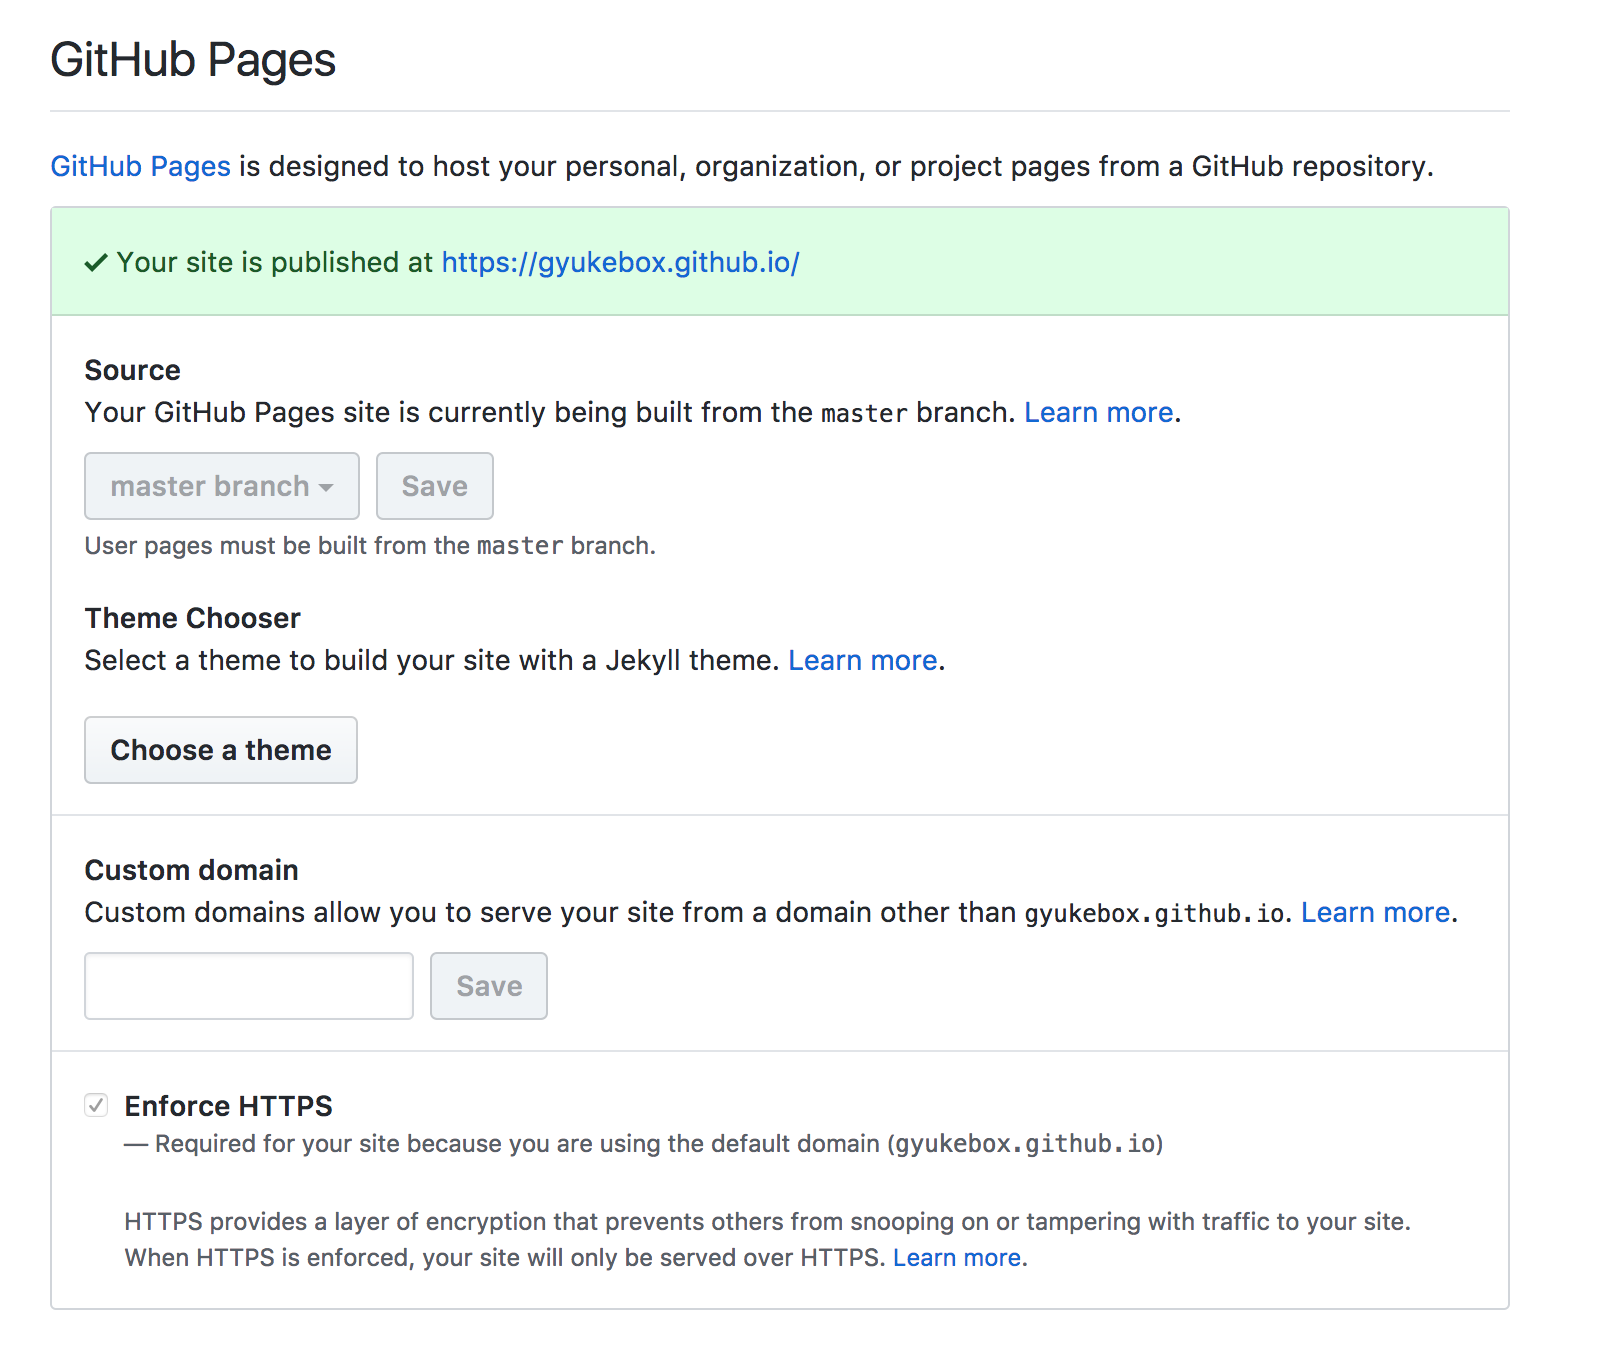 GitHub Pages
GitHub Pages is designed to host your personal, organization, or project pages from a GitHub repository.
Your site is published at https://gyukebox.github.io/
Source
Your GitHub Pages site is currently being built from the master branch. Learn more.
master branch Save
User pages must be built from the master branch.
Theme Chooser
Select a theme to build your site with a Jekyll theme. Learn more.
Choose a theme
Custom domain
Custom domains allow you to serve your site from a domain other than gyukebox.github.io. Learn more.
Save
Enforce HTTPS
— Required for your site because you are using the default domain (gyukebox.github.io)
HTTPS provides a layer of encryption that prevents others from snooping on or tampering with traffic to your site.
When HTTPS is enforced, your site will only be served over HTTPS. Learn more.